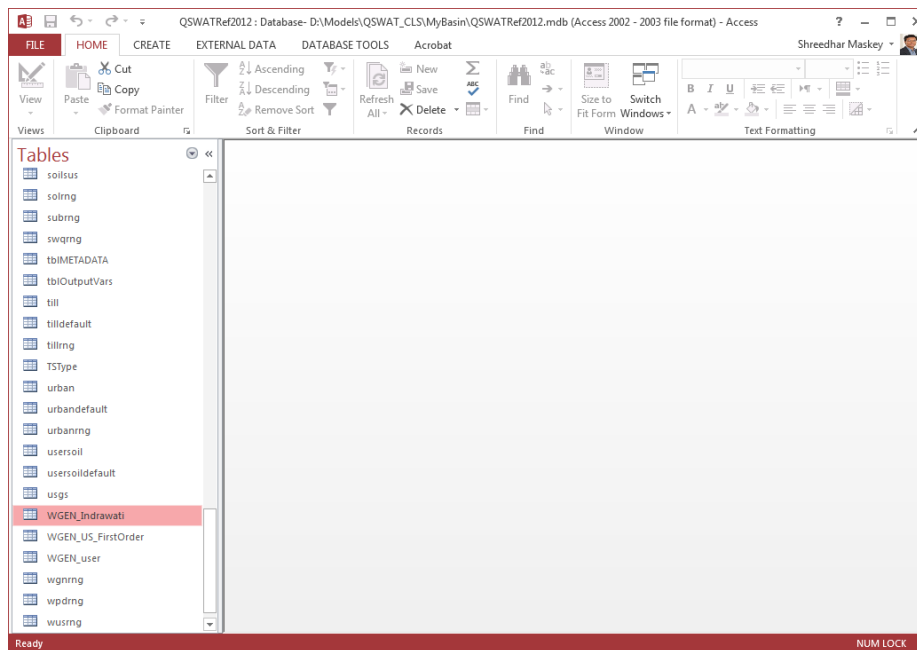 QSWATRef2012 : Database- D:\Models\QSWAT_CLS\MyBasin\QSWATRef2012.mdb (Access 2002 - 2003 file format) - Access
FILE HOME CREATE EXTERNAL DATA DATABASE TOOLS Acrobat Shreedhar Maskey
View
Paste
Cut
Copy
Format Painter
Filter
Ascending
Descending
Remove Sort
Refresh All
New
Save
Delete
ABC
Find
ab
ac
Size to Fit Form
Switch Windows
B I U
A aby
Views Clipboard Sort & Filter Records Find Window Text Formatting
Tables
soilsus
solrng
subrng
swqrng
tblMETADATA
tblOutputVars
till
tilldefault
tillrng
TSType
urban
urbandefault
urbanrng
usersoil
usersoildefault
usgs
WGEN_Indrawati
WGEN_US_FirstOrder
WGEN_user
wgnrng
wpdrng
wusrng
Ready NUM LOCK